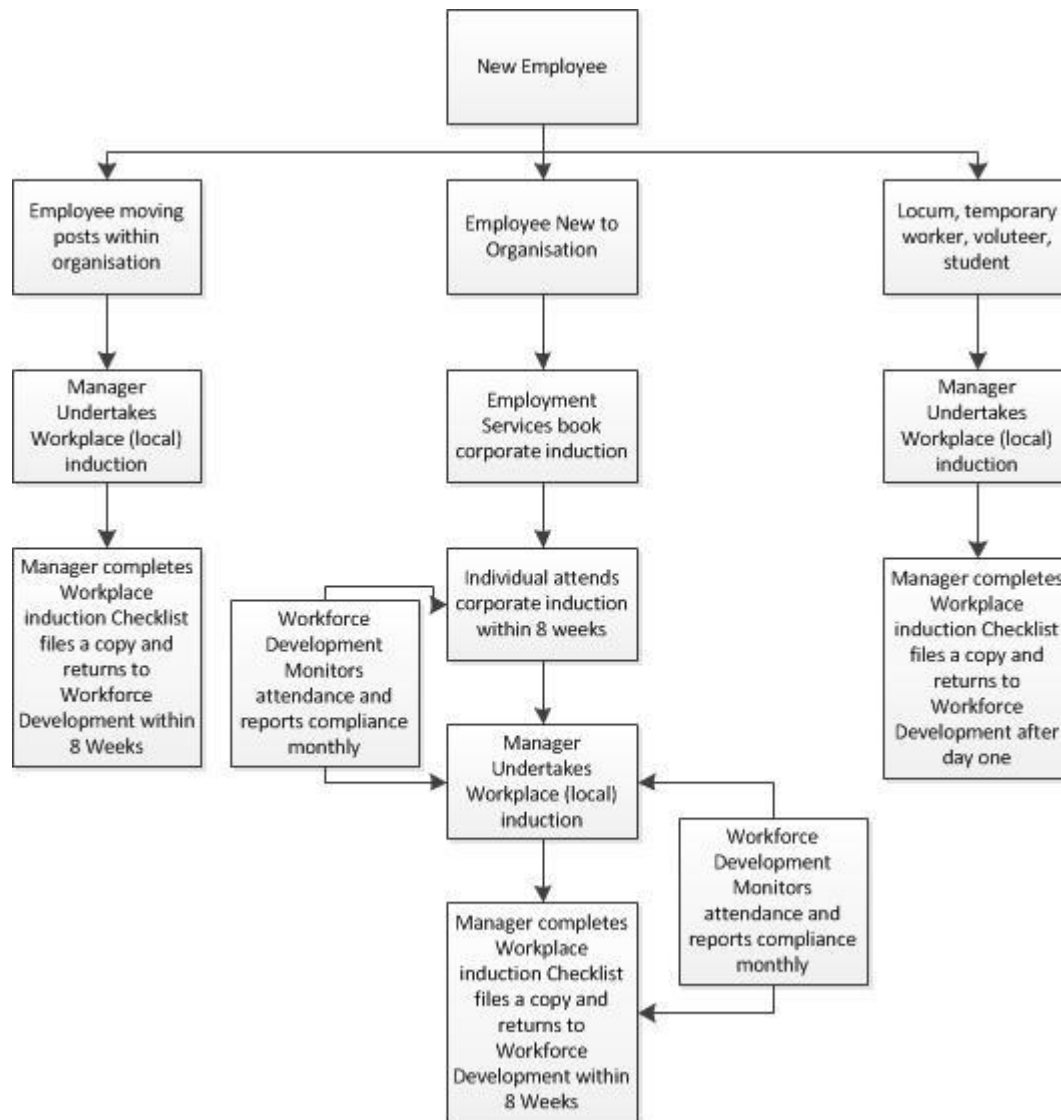 New Employee
Employee moving
posts within
organisation
Employee New to
Organisation
Locum, temporary
worker, voluteer,
student
Manager
Undertakes
Workplace (local)
induction
Employment
Services book
corporate induction
Manager
Undertakes
Workplace (local)
induction
Manager completes
Workplace
induction Checklist
files a copy and
returns to
Workforce
Development within
8 Weeks
Workforce
Development
Monitors
attendance and
reports compliance
monthly
Individual attends
corporate induction
within 8 weeks
Manager completes
Workplace
induction Checklist
files a copy and
returns to
Workforce
Development after
day one
Manager
Undertakes
Workplace (local)
induction
Workforce
Development
Monitors
attendance and
reports compliance
monthly
Manager completes
Workplace
induction Checklist
files a copy and
returns to
Workforce
Development within
8 Weeks